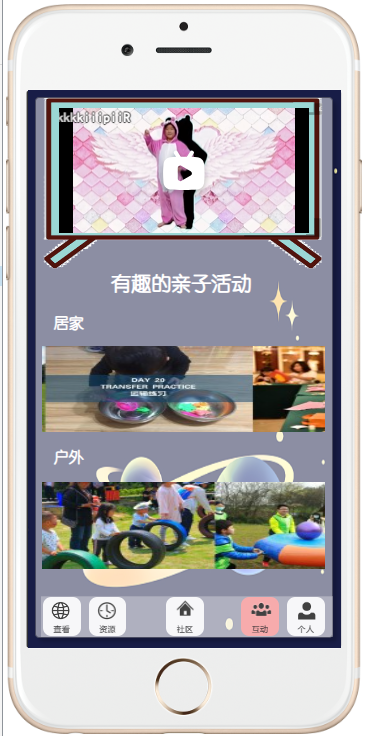 kkkkiiipiiR
有趣的亲子活动
居家
DAY 20
TRANSFER PRACTICE
运输练习
户外
查看
资源
社区
互动
个人